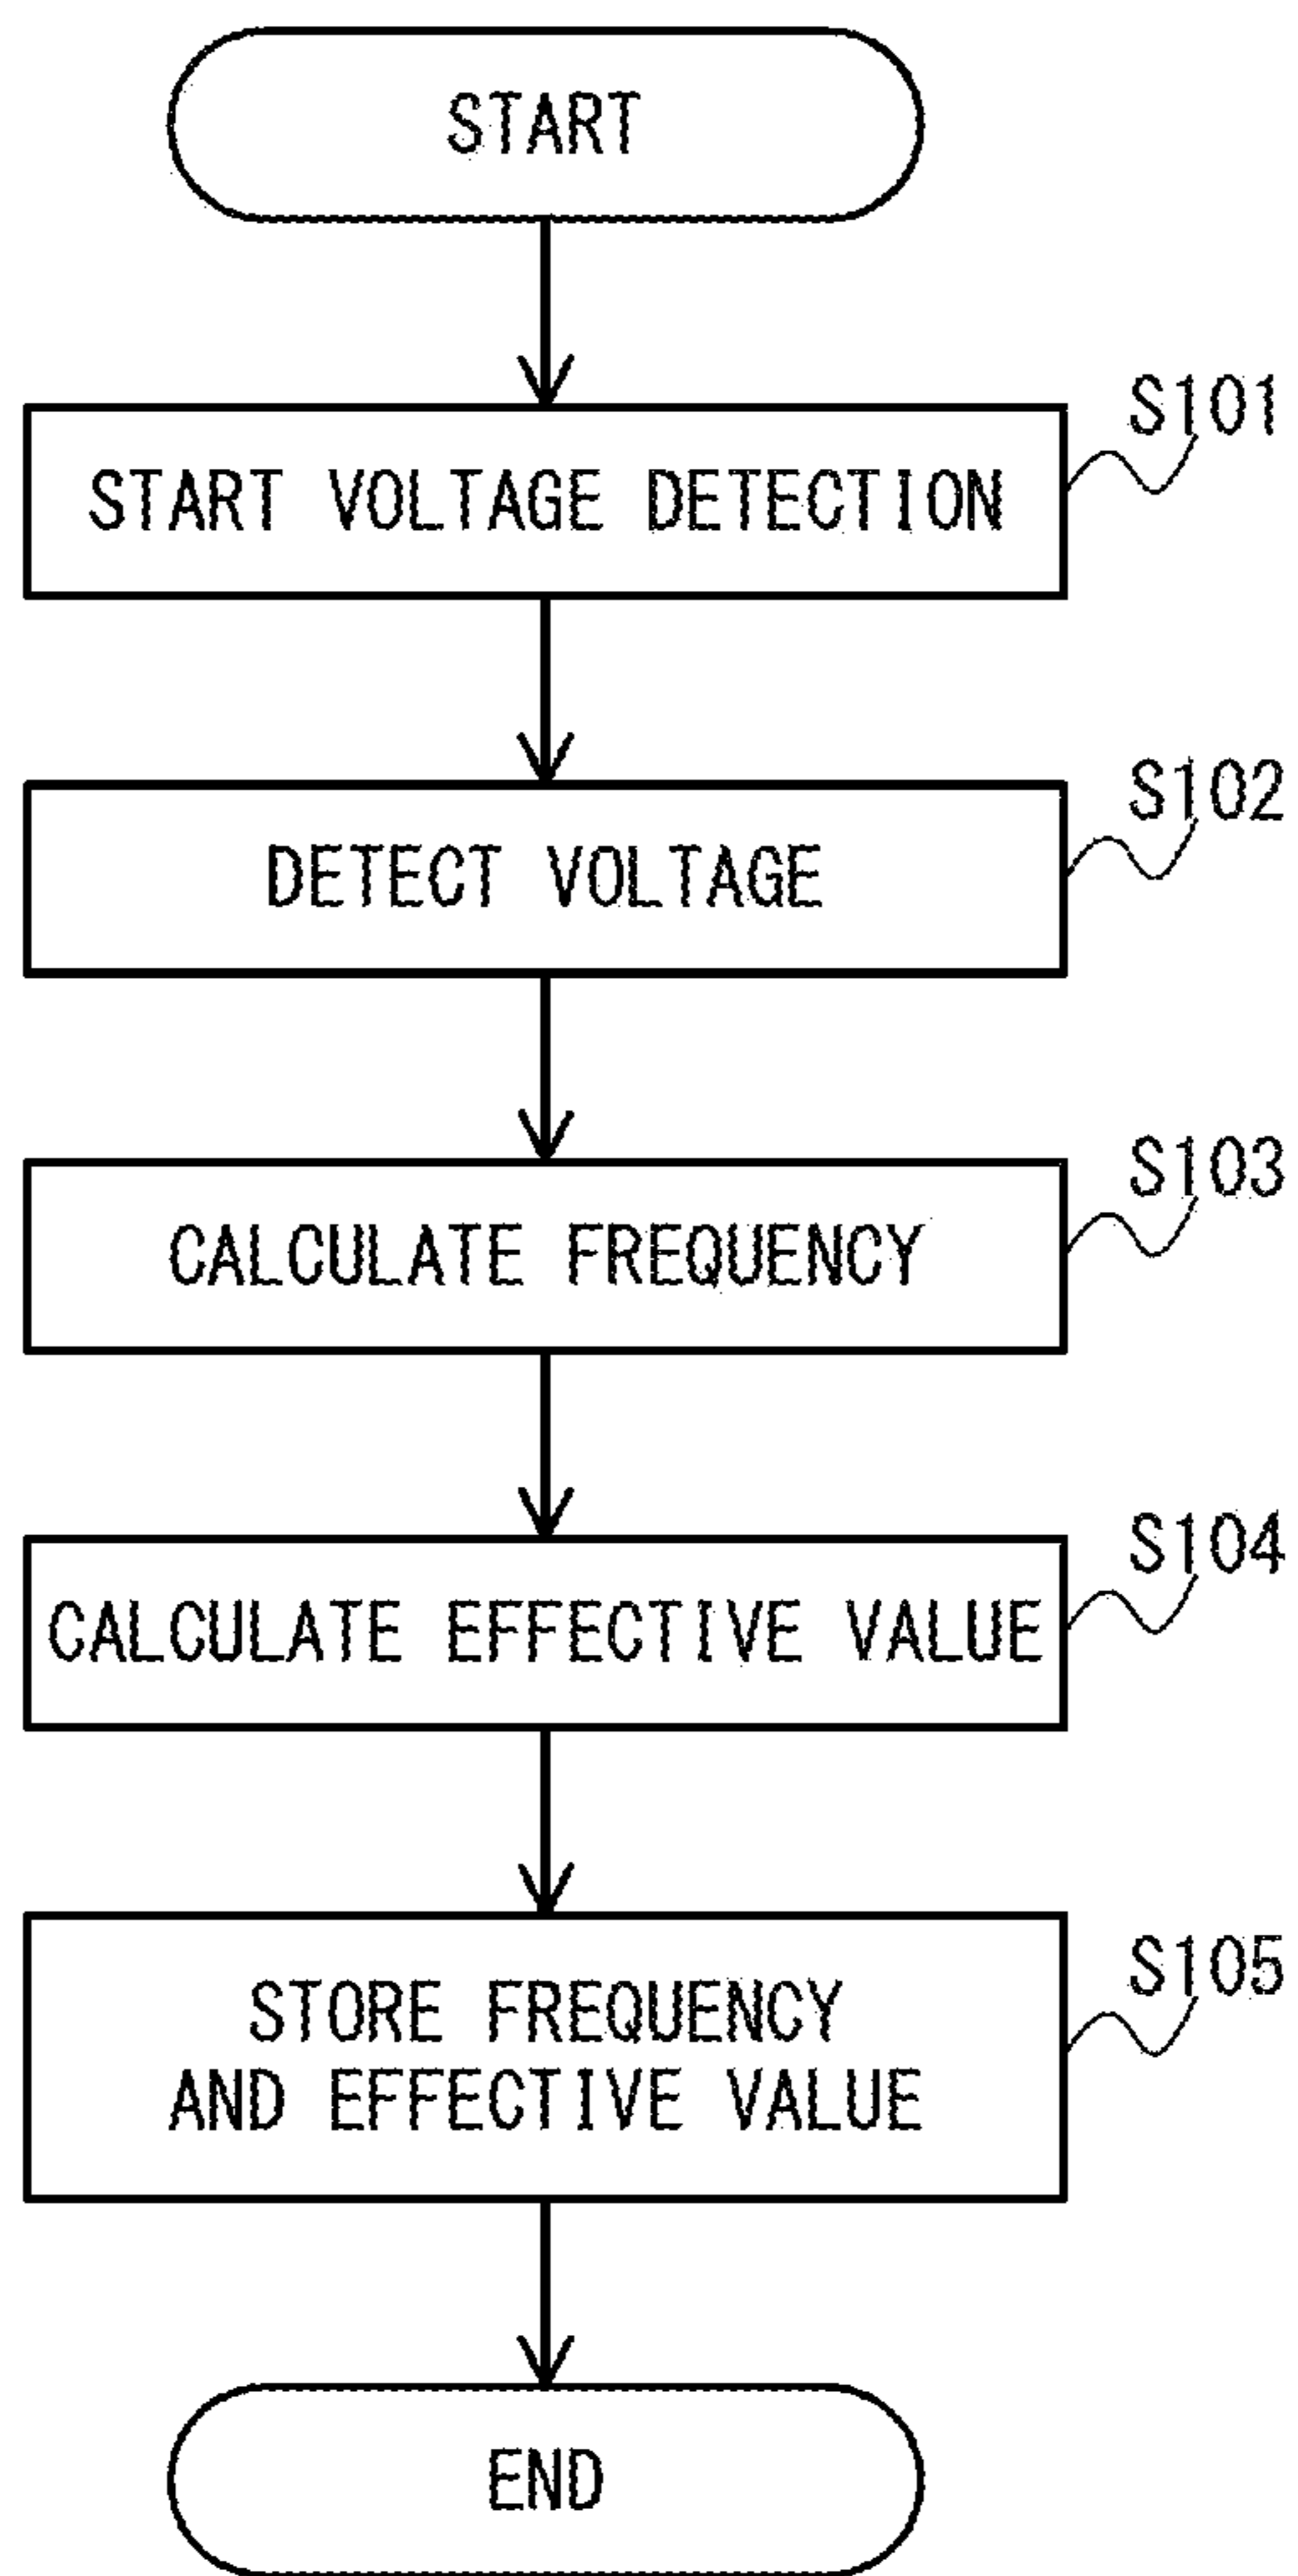 START
S101
START VOLTAGE DETECTION
S102
DETECT VOLTAGE
S103
CALCULATE FREQUENCY
S104
CALCULATE EFFECTIVE VALUE
S105
STORE FREQUENCY
AND EFFECTIVE VALUE
END